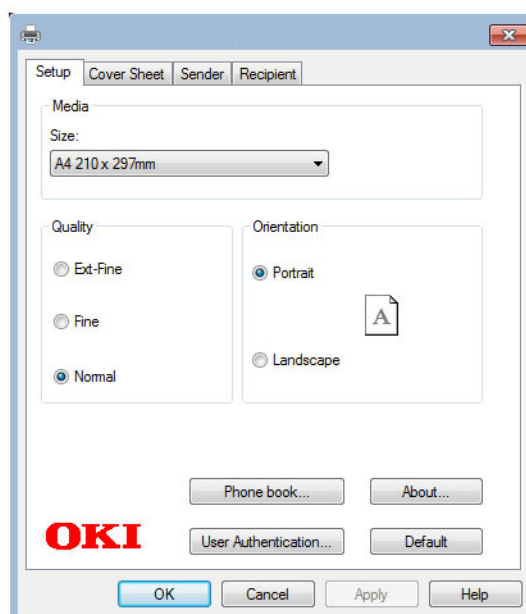 Setup Cover Sheet Sender Recipient
Media
Size:
A4 210 x 297mm
Quality
Orientation
Ext-Fine
Portrait
Fine
A
Landscape
Normal
Phone book... About...
OKI
User Authentication... Default
OK Cancel Apply Help